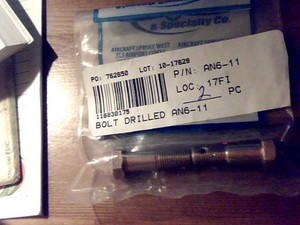 & Specialty Co.
AIRCRAFT SPRUCE WEST
PO: 762650 LOT: 10-17628
P/N: AN6-11
LOC 17FI
2 PC
116830175
BOLT DRILLED AN6-11